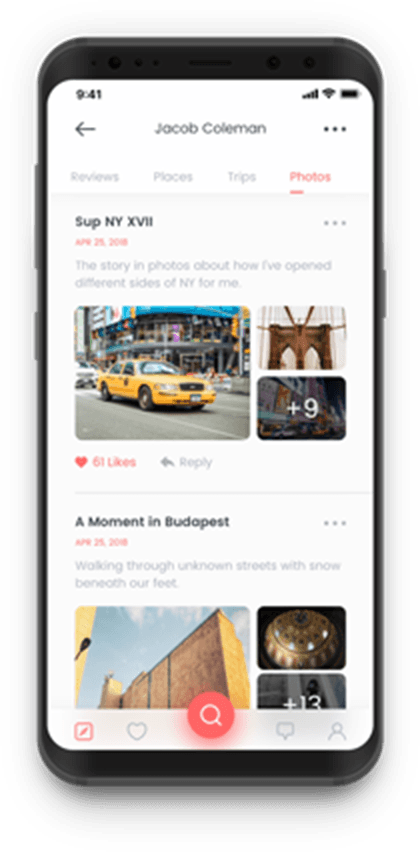 9:41
Jacob Coleman
Reviews Places Trips Photos
Sup NY XVII
APR 25, 2018
The story in photos about how I've opened
different sides of NY for me.
+9
61 Likes Reply
A Moment in Budapest
APR 25, 2018
Walking through unknown streets with snow
beneath our feet.
+13